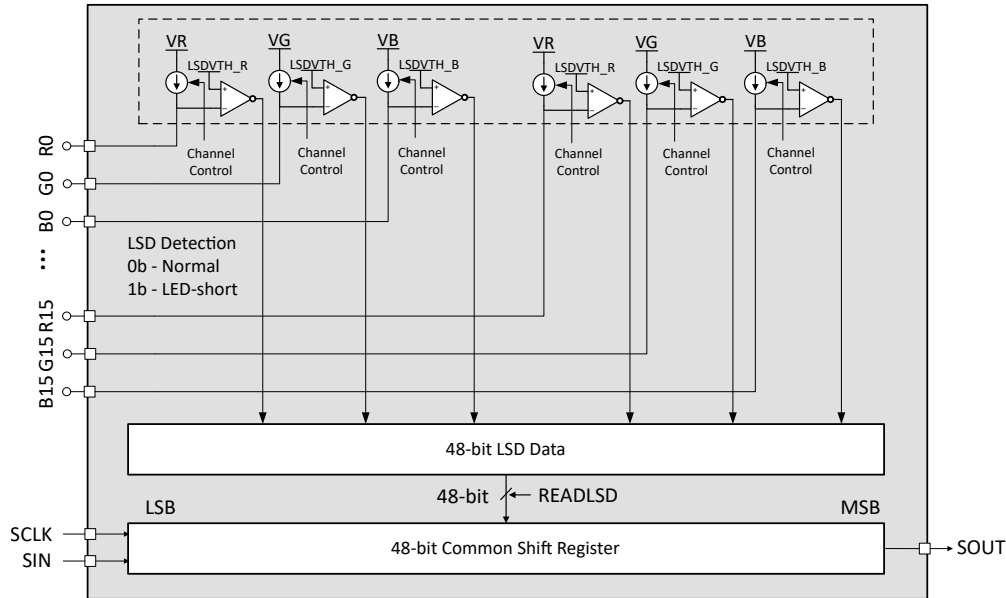 VR
VG
VB
VR
VG
VB
LSDVTH_R
LSDVTH_G
LSDVTH_B
LSDVTH_R
LSDVTH_G
LSDVTH_B
+
−
+
−
+
−
+
−
+
−
+
−
Channel
Control
Channel
Control
Channel
Control
Channel
Control
Channel
Control
Channel
Control
R0
G0
B0
...
R15
G15
B15
LSD Detection
0b - Normal
1b - LED-short
48-bit LSD Data
48-bit
READLSD
LSB
MSB
48-bit Common Shift Register
SCLK
SIN
SOUT